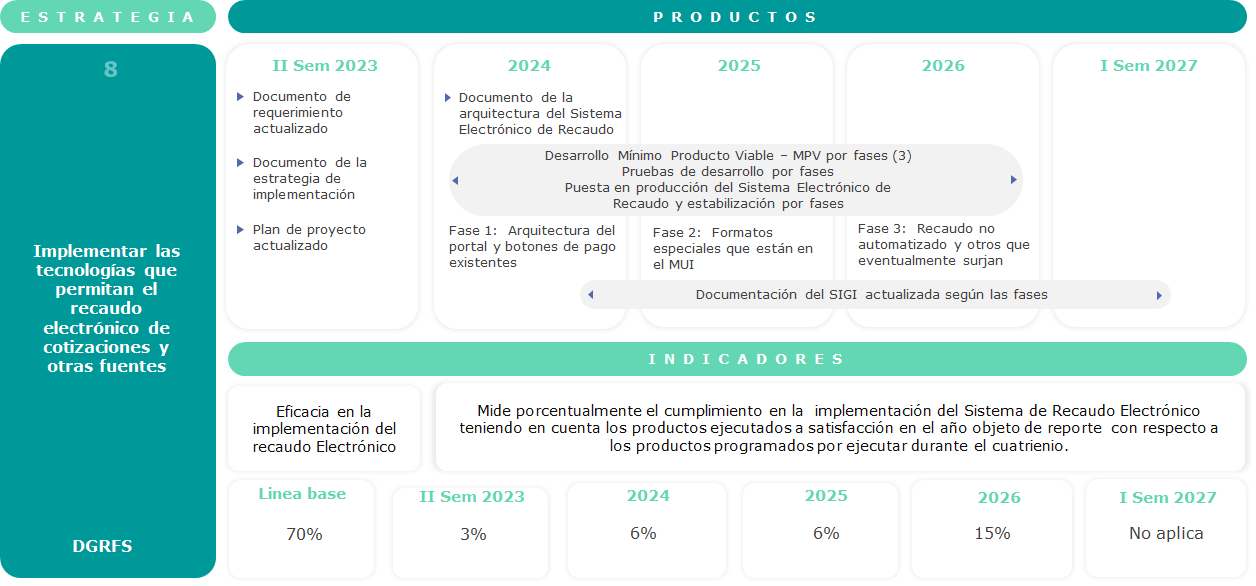 ESTRATEGIA
PRODUCTOS
8
Implementar las
tecnologías que
permitan el
recaudo
electrónico de
cotizaciones y
otras fuentes
DGRFS
II Sem 2023
Documento de
requerimiento
actualizado
Documento de la
estrategia de
implementación
Plan de proyecto
actualizado
2024
Documento de la
arquitectura del Sistema
Electrónico de Recaudo
2025
2026
I Sem 2027
Desarrollo Mínimo Producto Viable – MPV por fases (3)
Pruebas de desarrollo por fases
Puesta en producción del Sistema Electrónico de
Recaudo y estabilización por fases
Fase 1: Arquitectura del
portal y botones de pago
existentes
Fase 2: Formatos
especiales que están en
el MUI
Fase 3: Recaudo no
automatizado y otros que
eventualmente surjan
Documentación del SIGI actualizada según las fases
INDICADORES
Eficacia en la
implementación del
recaudo Electrónico
Mide porcentualmente el cumplimiento en la implementación del Sistema de Recaudo Electrónico
teniendo en cuenta los productos ejecutados a satisfacción en el año objeto de reporte con respecto a
los productos programados por ejecutar durante el cuatrienio.
Linea base
70%
II Sem 2023
3%
2024
6%
2025
6%
2026
15%
I Sem 2027
No aplica